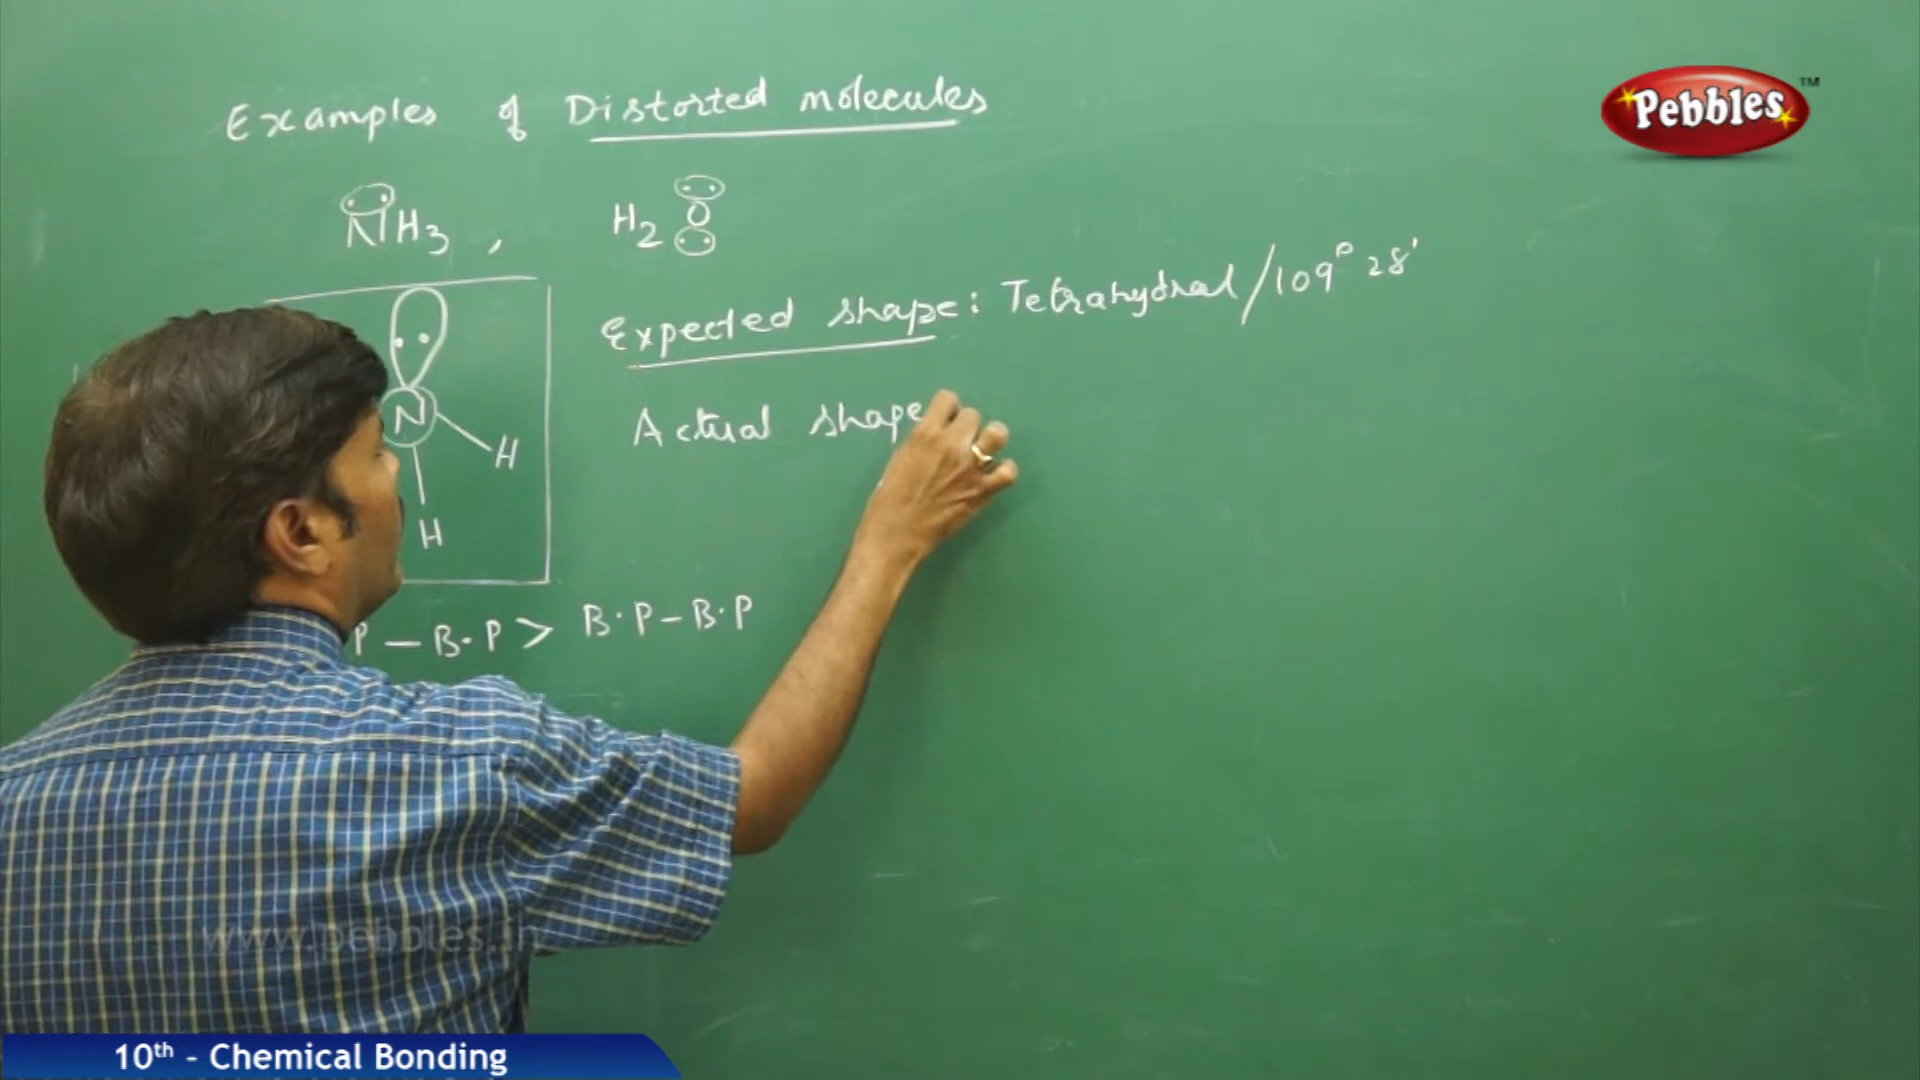 Examples of Distorted molecules
NH3 , H2O
Expected shape: Tetrahydral/109° 28'
Actual shape
N
H
H
P – B.P > B.P – B.P
Pebbles™
www.pebbles.in
10th - Chemical Bonding